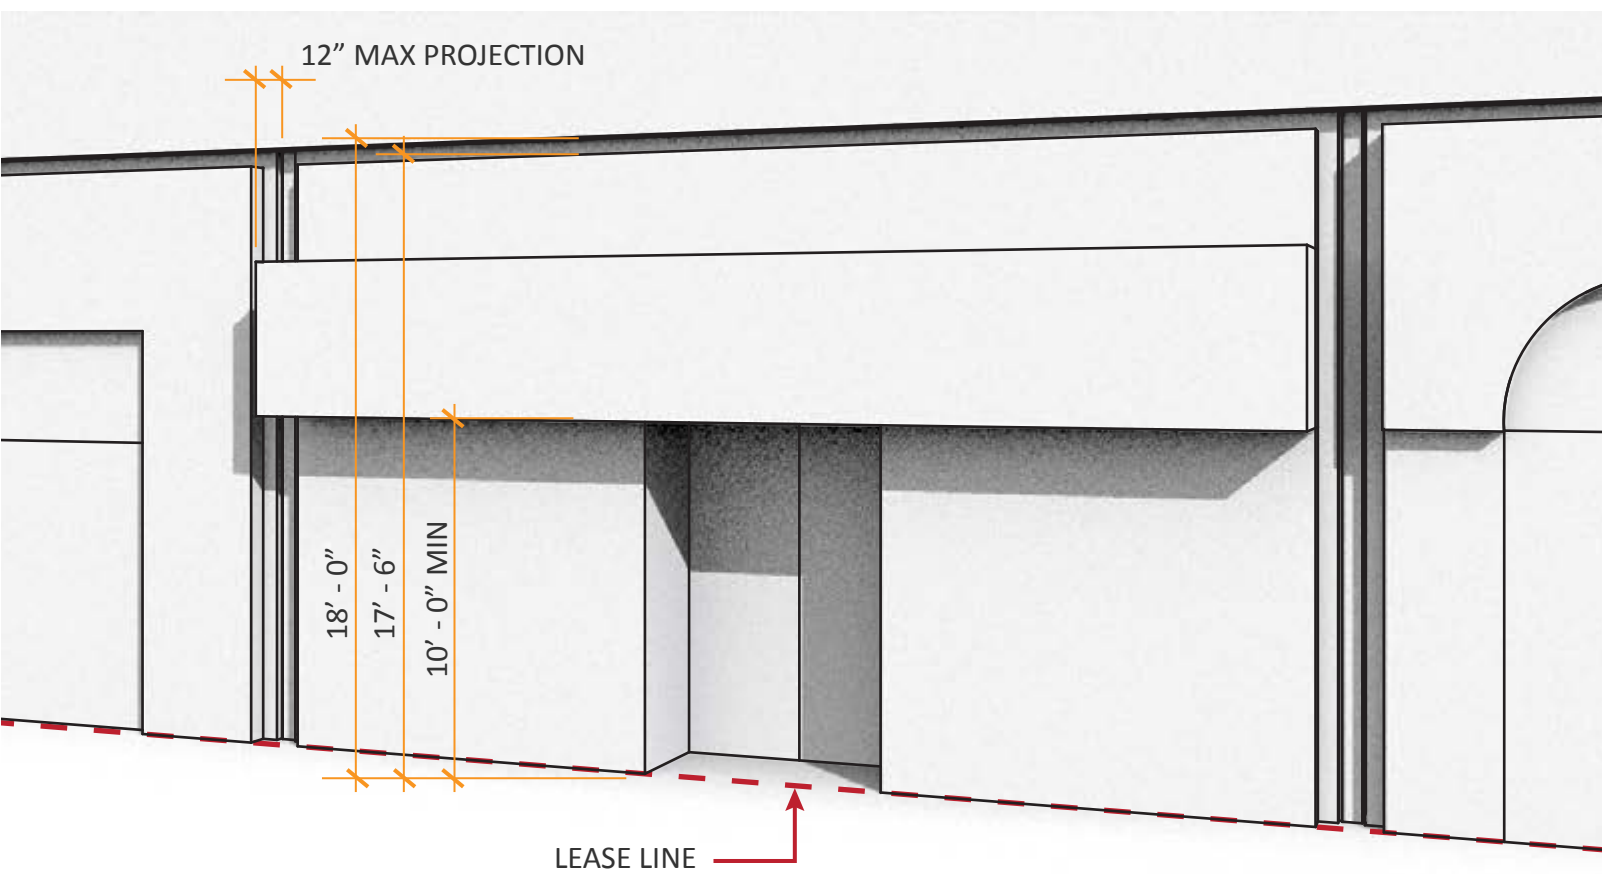 12” MAX PROJECTION
18’ - 0”
17’ - 6”
10’ - 0” MIN
LEASE LINE